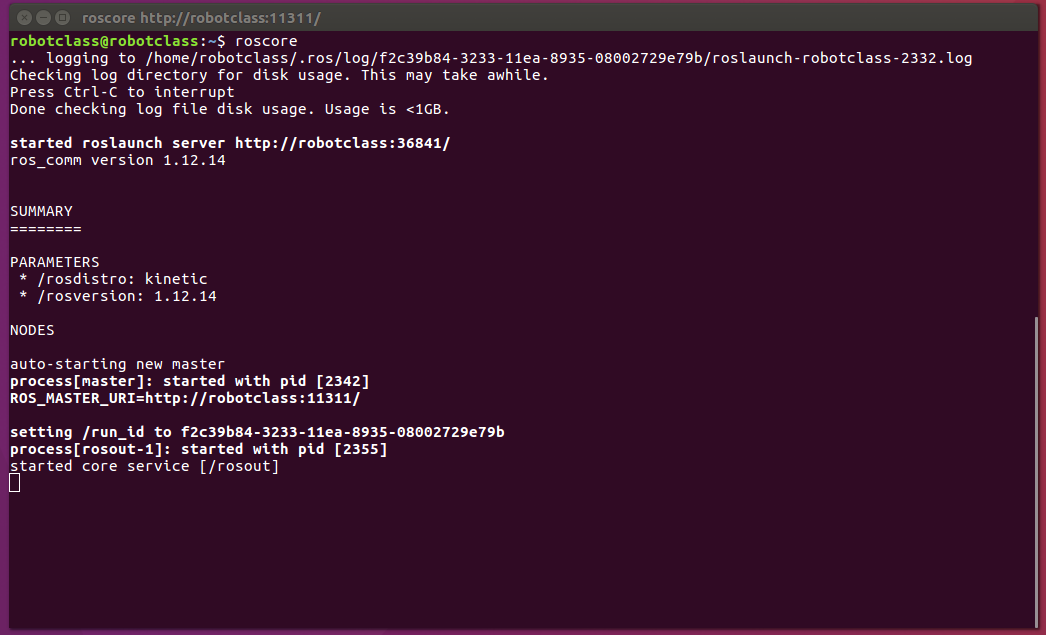 roscore http://robotclass:11311/
robotclass@robotclass:~$ roscore
... logging to /home/robotclass/.ros/log/f2c39b84-3233-11ea-8935-08002729e79b/roslaunch-robotclass-2332.log
Checking log directory for disk usage. This may take awhile.
Press Ctrl-C to interrupt
Done checking log file disk usage. Usage is <1GB.
started roslaunch server http://robotclass:36841/
ros_comm version 1.12.14
SUMMARY
========
PARAMETERS
* /rosdistro: kinetic
* /rosversion: 1.12.14
NODES
auto-starting new master
process[master]: started with pid [2342]
ROS_MASTER_URI=http://robotclass:11311/
setting /run_id to f2c39b84-3233-11ea-8935-08002729e79b
process[rosout-1]: started with pid [2355]
started core service [/rosout]